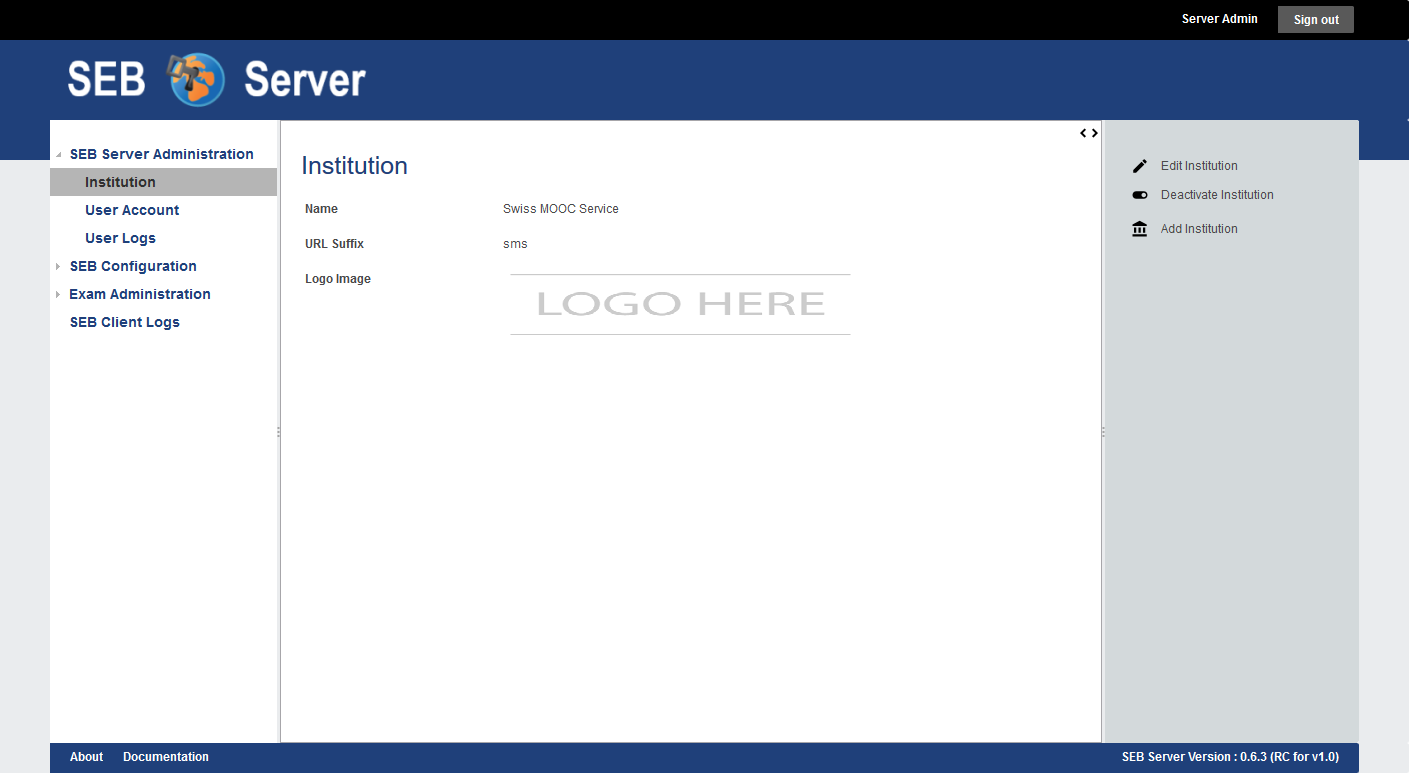 Server Admin
Sign out
SEB Server
SEB Server Administration
Institution
User Account
User Logs
SEB Configuration
Exam Administration
SEB Client Logs
Institution
Name
Swiss MOOC Service
URL Suffix
sms
Logo Image
LOGO HERE
Edit Institution
Deactivate Institution
Add Institution
About
Documentation
SEB Server Version : 0.6.3 (RC for v1.0)